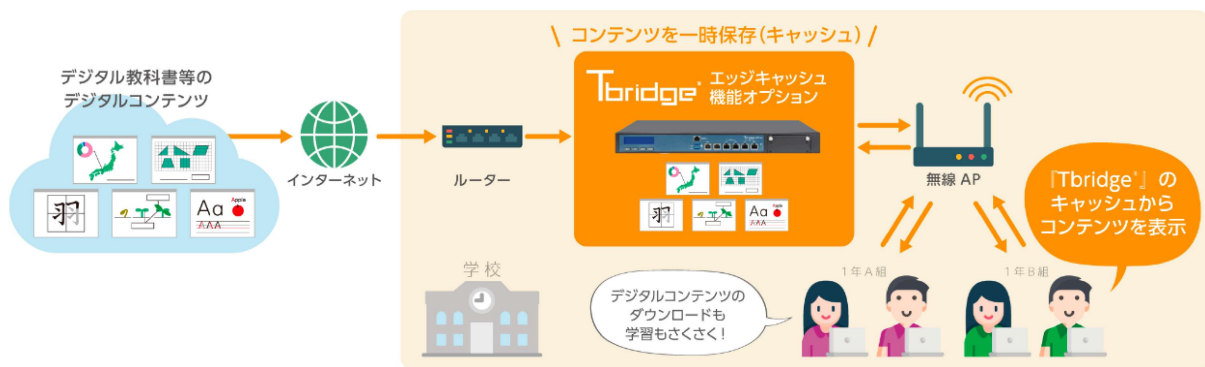 コンテンツを一時保存(キャッシュ)
デジタル教科書等の
デジタルコンテンツ
羽
Aa
Apple
AAA
インターネット
ルーター
Tbridge® エッジキャッシュ
機能オプション
羽
Aa
Apple
AAA
無線 AP
『Tbridge®』の
キャッシュから
コンテンツを表示
学校
デジタルコンテンツの
ダウンロードも
学習もさくさく!
1年A組
1年B組